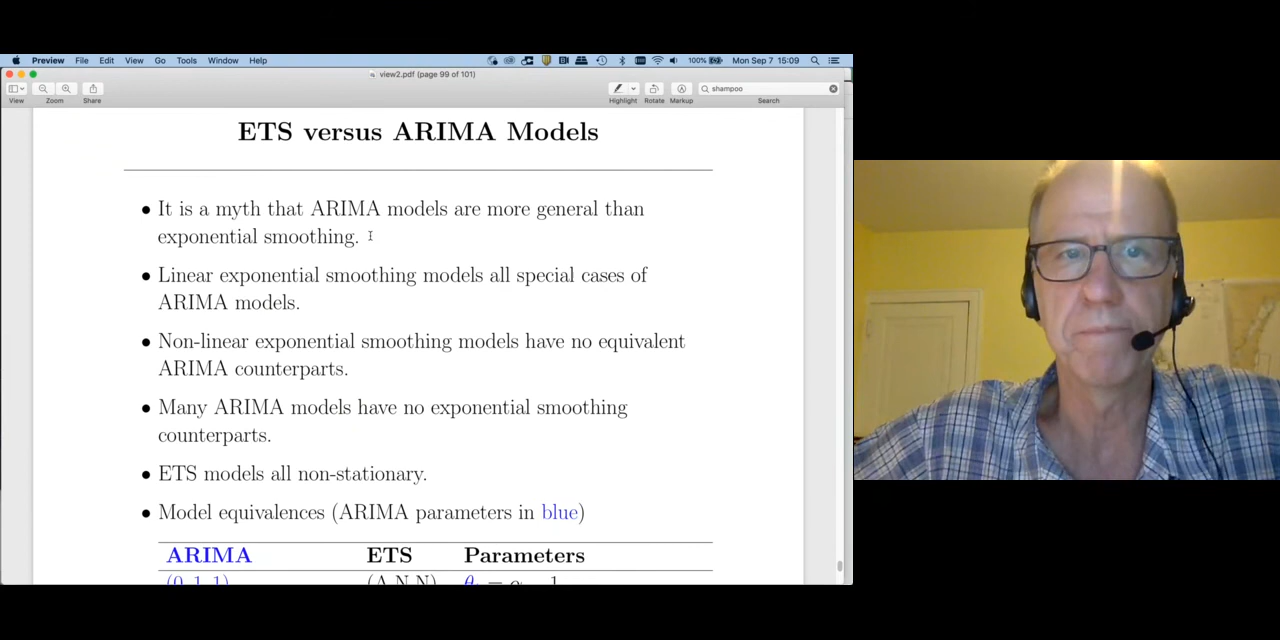 Preview File Edit View Go Tools Window Help 100% Mon Sep 7 15:09
view2.pdf (page 99 of 101)
shampoo
View Zoom Share Highlight Rotate Markup Search
ETS versus ARIMA Models
• It is a myth that ARIMA models are more general than
exponential smoothing.
• Linear exponential smoothing models all special cases of
ARIMA models.
• Non-linear exponential smoothing models have no equivalent
ARIMA counterparts.
• Many ARIMA models have no exponential smoothing
counterparts.
• ETS models all non-stationary.
• Model equivalences (ARIMA parameters in blue)
ARIMA ETS Parameters
(0, 1, 1) (A,N,N)